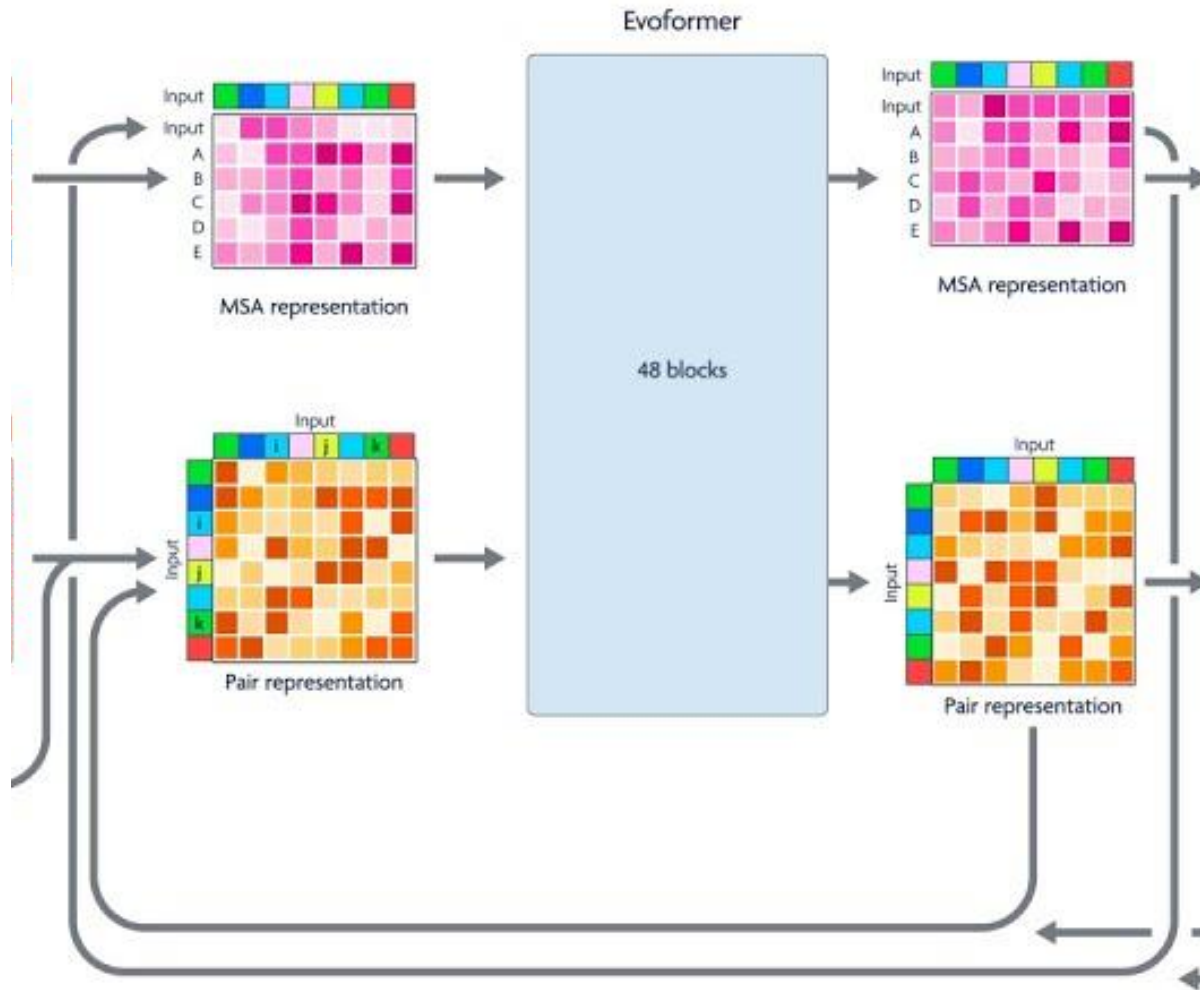 Evoformer
Input
Input
A
B
C
D
E
MSA representation
48 blocks
Input
Input
A
B
C
D
E
MSA representation
Input
i j k
Input
i
j
k
Pair representation
Input
Input
Pair representation